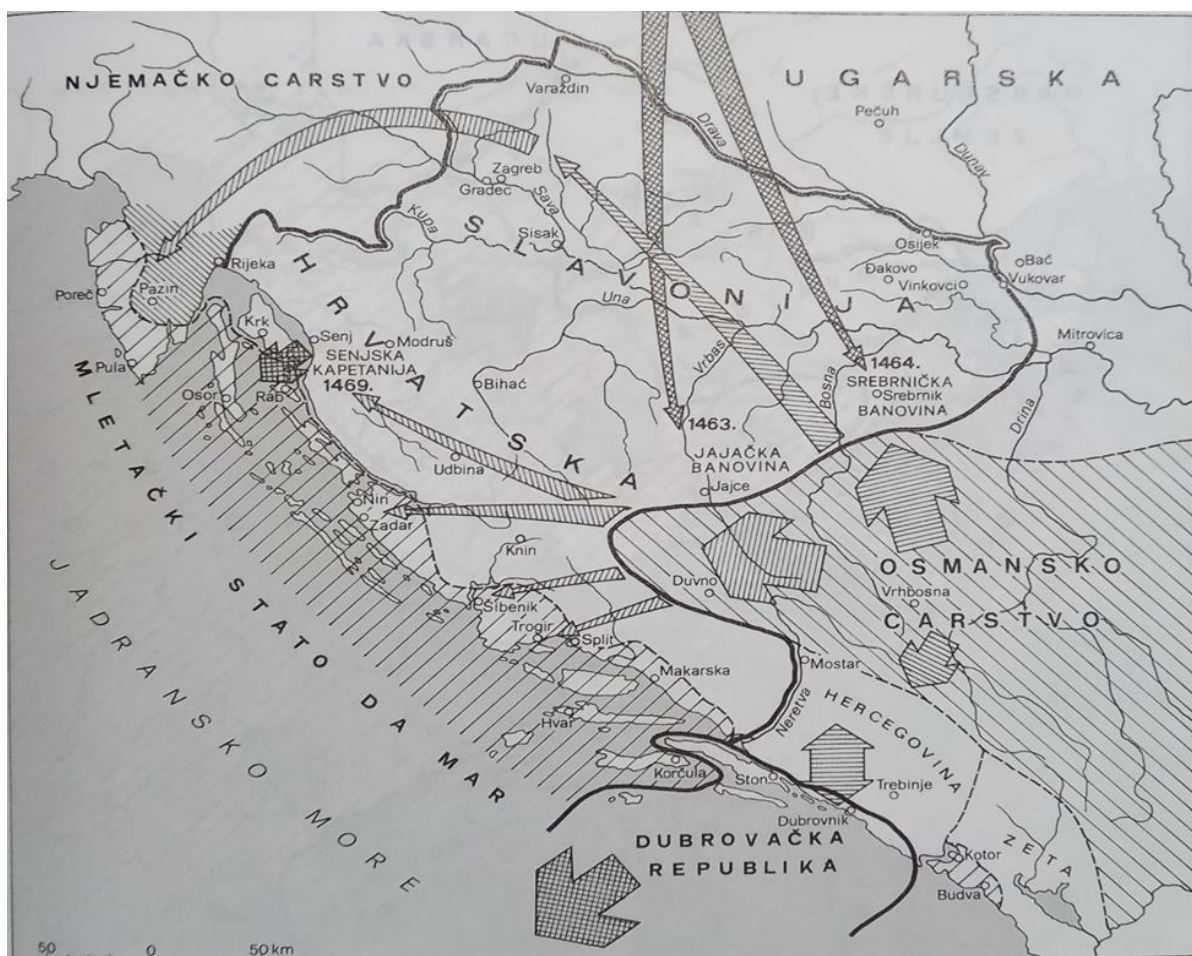 NJEMAČKO CARSTVO
UGARSKA
Varaždin
Pečuh
Drava
Dunav
Zagreb
Gradec
Sava
Kupa
Sisak
SLAVONIJA
Osijek
Bač
Đakovo
Vukovar
Vinkovci
Rijeka
HRVATSKA
Poreč
Pazin
Una
Mitrovica
Krk
Senj
Modruš
Vrbas
Bosna
1464.
Pula
SENJSKA
KAPETANIJA
1469.
Bihać
SREBRNIČKA
Srebrnik
BANOVINA
Drina
Osor
Rab
1463.
JAJAČKA
BANOVINA
Udbina
Jajce
MLETAČKI STATO DA MAR
Nin
Zadar
Knin
OSMANSKO
CARSTVO
Duvno
Vrhbosna
JADRANSKO MORE
Šibenik
Trogir
Split
Makarska
Mostar
Neretva
HERCEGOVINA
Hvar
Korčula
Ston
Trebinje
Dubrovnik
DUBROVAČKA
REPUBLIKA
Kotor
ZETA
Budva
50 0 50 km